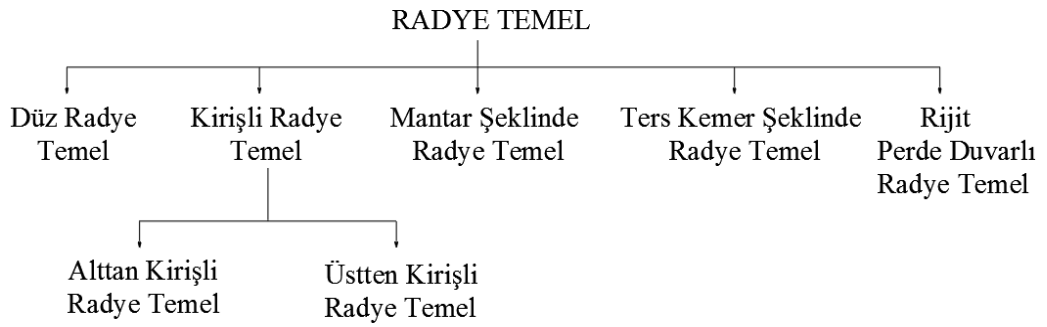 RADYE TEMEL
Düz Radye
Temel
Kirişli Radye
Temel
Mantar Şeklinde
Radye Temel
Ters Kemer Şeklinde
Radye Temel
Rijit
Perde Duvarlı
Radye Temel
Alttan Kirişli
Radye Temel
Üstten Kirişli
Radye Temel